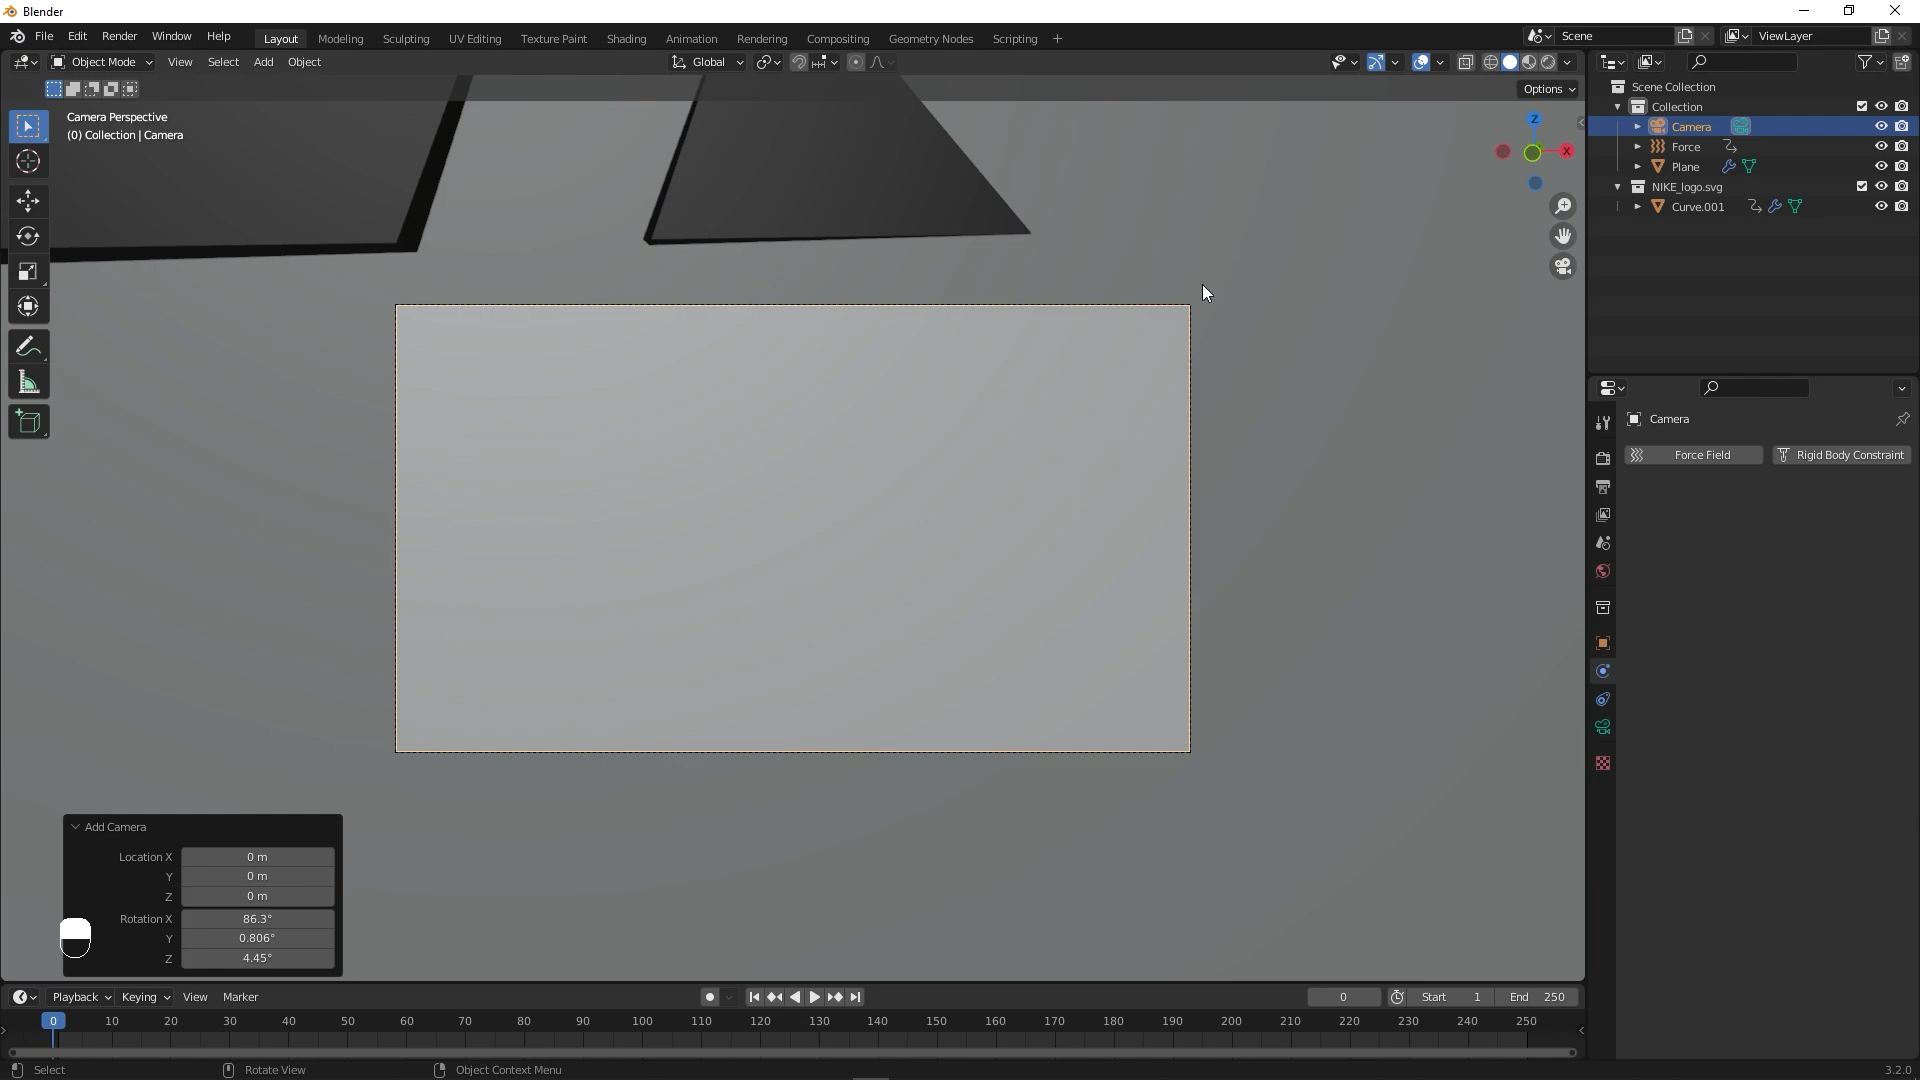 Blender
File Edit Render Window Help Layout Modeling Sculpting UV Editing Texture Paint Shading Animation Rendering Compositing Geometry Nodes Scripting + Scene ViewLayer
Object Mode View Select Add Object Global
Options
Camera Perspective
(0) Collection | Camera
Z
X
Scene Collection
Collection
Camera
Force
Plane
NIKE_logo.svg
Curve.001
Camera
Force Field Rigid Body Constraint
Add Camera
Location X 0 m
Y 0 m
Z 0 m
Rotation X 86.3°
Y 0.806°
Z 4.45°
Playback Keying View Marker 0 Start 1 End 250
0 10 20 30 40 50 60 70 80 90 100 110 120 130 140 150 160 170 180 190 200 210 220 230 240 250
Select Rotate View Object Context Menu 3.2.0